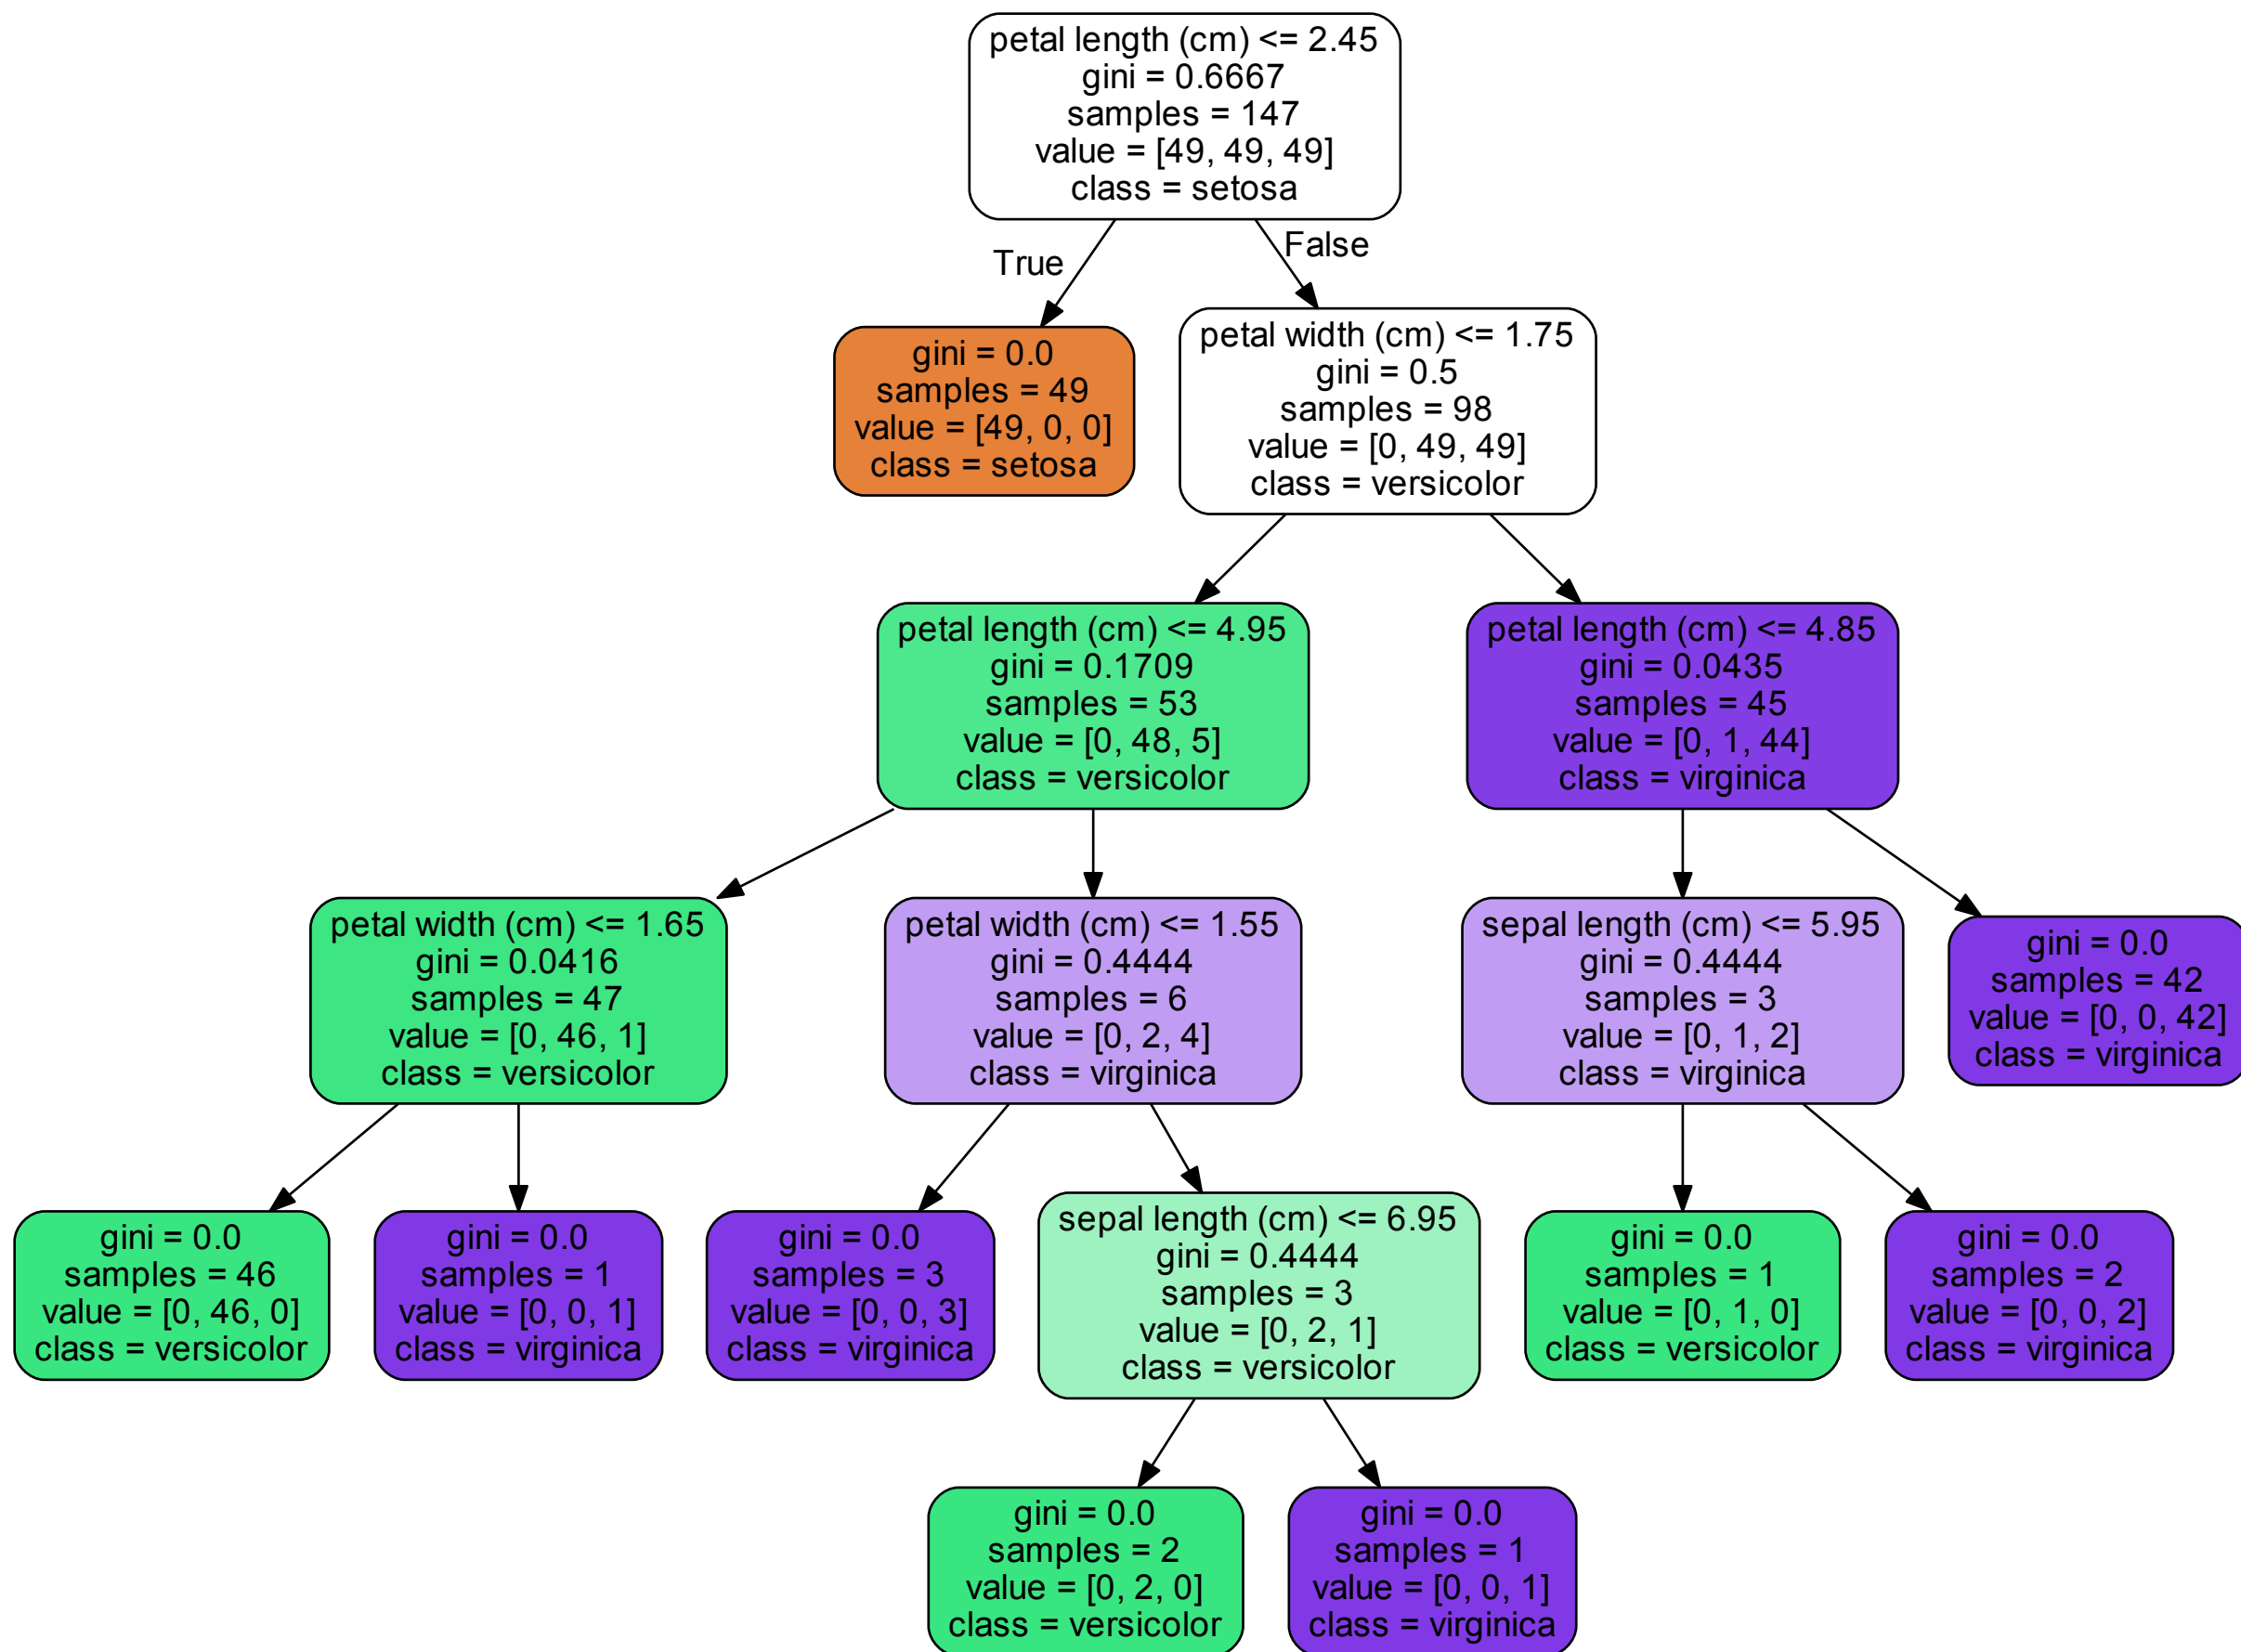 petal length (cm) <= 2.45
gini = 0.6667
samples = 147
value = [49, 49, 49]
class = setosa
True
False
gini = 0.0
samples = 49
value = [49, 0, 0]
class = setosa
petal width (cm) <= 1.75
gini = 0.5
samples = 98
value = [0, 49, 49]
class = versicolor
petal length (cm) <= 4.95
gini = 0.1709
samples = 53
value = [0, 48, 5]
class = versicolor
petal length (cm) <= 4.85
gini = 0.0435
samples = 45
value = [0, 1, 44]
class = virginica
petal width (cm) <= 1.65
gini = 0.0416
samples = 47
value = [0, 46, 1]
class = versicolor
petal width (cm) <= 1.55
gini = 0.4444
samples = 6
value = [0, 2, 4]
class = virginica
sepal length (cm) <= 5.95
gini = 0.4444
samples = 3
value = [0, 1, 2]
class = virginica
gini = 0.0
samples = 42
value = [0, 0, 42]
class = virginica
gini = 0.0
samples = 46
value = [0, 46, 0]
class = versicolor
gini = 0.0
samples = 1
value = [0, 0, 1]
class = virginica
gini = 0.0
samples = 3
value = [0, 0, 3]
class = virginica
sepal length (cm) <= 6.95
gini = 0.4444
samples = 3
value = [0, 2, 1]
class = versicolor
gini = 0.0
samples = 1
value = [0, 1, 0]
class = versicolor
gini = 0.0
samples = 2
value = [0, 0, 2]
class = virginica
gini = 0.0
samples = 2
value = [0, 2, 0]
class = versicolor
gini = 0.0
samples = 1
value = [0, 0, 1]
class = virginica